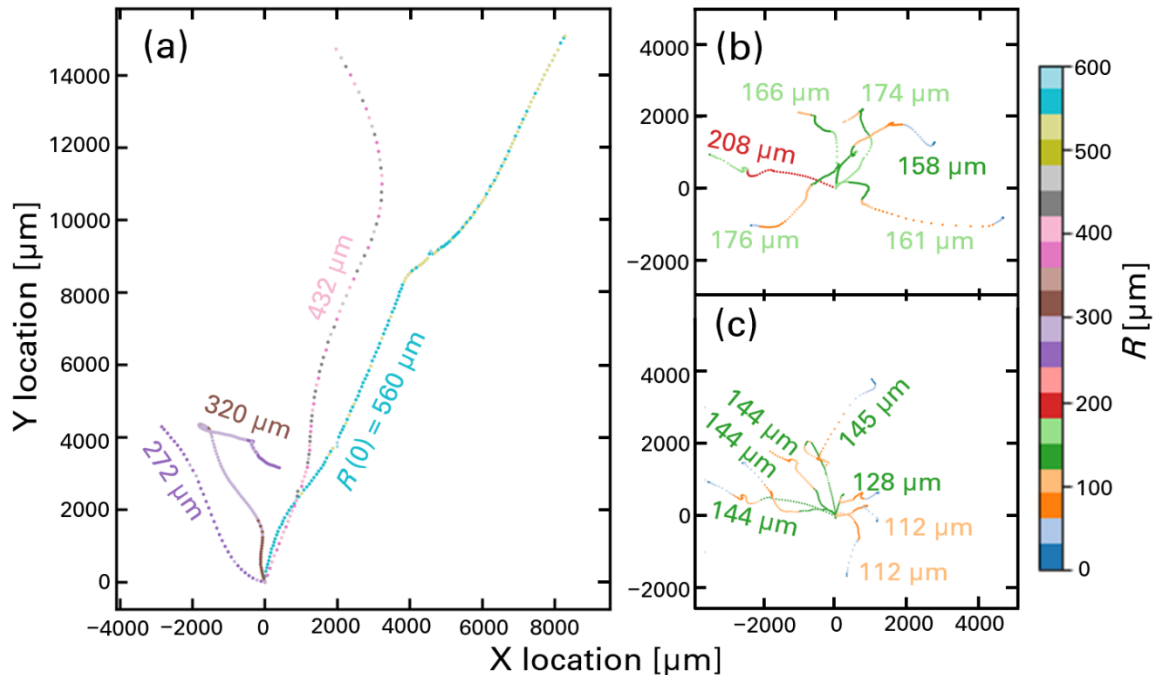 (a)
14000
12000
10000
8000
6000
4000
2000
0
−4000
−2000
0
2000
4000
6000
8000
Y location [µm]
X location [µm]
432 µm
R(0) = 560 µm
320 µm
272 µm
(b)
4000
2000
0
−2000
166 µm
174 µm
208 µm
158 µm
176 µm
161 µm
(c)
4000
2000
0
−2000
−2000
0
2000
4000
144 µm
144 µm
144 µm
145 µm
128 µm
112 µm
112 µm
600
500
400
300
200
100
0
R [µm]